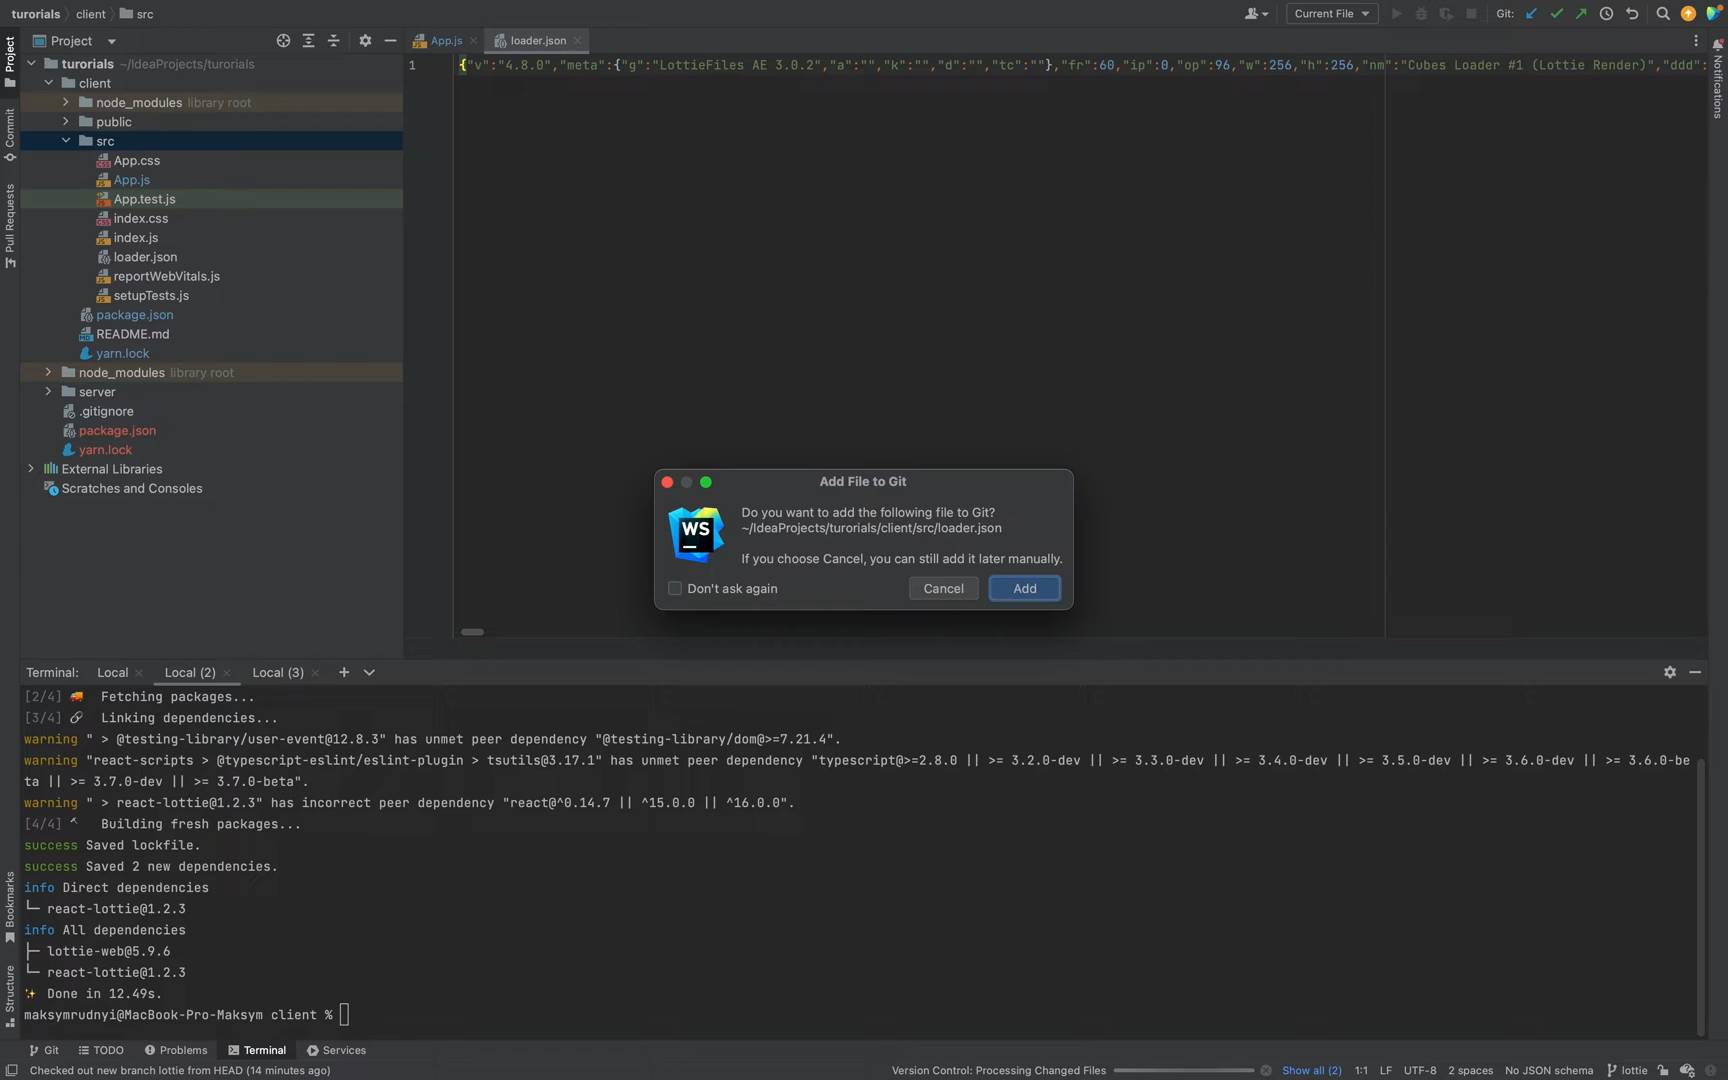 turorials client src
Current File
Git:
Project
App.js
loader.json
Project
Commit
Pull Requests
Bookmarks
Structure
Notifications
turorials ~/IdeaProjects/turorials
client
node_modules library root
public
src
App.css
App.js
App.test.js
index.css
index.js
loader.json
reportWebVitals.js
setupTests.js
package.json
README.md
yarn.lock
node_modules library root
server
.gitignore
package.json
yarn.lock
External Libraries
Scratches and Consoles
1
{"v":"4.8.0","meta":{"g":"LottieFiles AE 3.0.2","a":"","k":"","d":"","tc":""},"fr":60,"ip":0,"op":96,"w":256,"h":256,"nm":"Cubes Loader #1 (Lottie Render)","ddd":
Add File to Git
WS
Do you want to add the following file to Git?
~/IdeaProjects/turorials/client/src/loader.json
If you choose Cancel, you can still add it later manually.
Don't ask again
Cancel
Add
Terminal: Local Local (2) Local (3)
[2/4] 🚚 Fetching packages...
[3/4] 🔗 Linking dependencies...
warning " > @testing-library/user-event@12.8.3" has unmet peer dependency "@testing-library/dom@>=7.21.4".
warning "react-scripts > @typescript-eslint/eslint-plugin > tsutils@3.17.1" has unmet peer dependency "typescript@>=2.8.0 || >= 3.2.0-dev || >= 3.3.0-dev || >= 3.4.0-dev || >= 3.5.0-dev || >= 3.6.0-dev || >= 3.6.0-be
ta || >= 3.7.0-dev || >= 3.7.0-beta".
warning " > react-lottie@1.2.3" has incorrect peer dependency "react@^0.14.7 || ^15.0.0 || ^16.0.0".
[4/4] 🔨 Building fresh packages...
success Saved lockfile.
success Saved 2 new dependencies.
info Direct dependencies
└─ react-lottie@1.2.3
info All dependencies
├─ lottie-web@5.9.6
└─ react-lottie@1.2.3
✨ Done in 12.49s.
maksymrudnyi@MacBook-Pro-Maksym client %
Git TODO Problems Terminal Services
Checked out new branch lottie from HEAD (14 minutes ago)
Version Control: Processing Changed Files
Show all (2) 1:1 LF UTF-8 2 spaces No JSON schema lottie